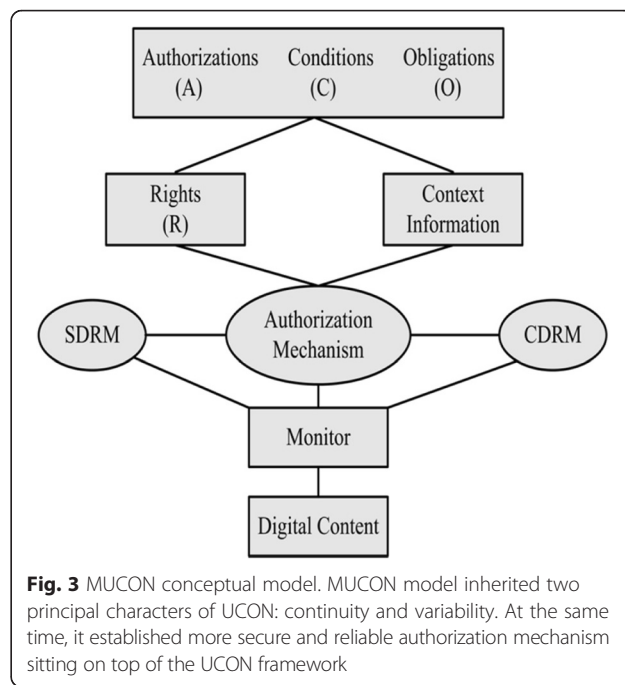 Authorizations Conditions Obligations
(A) (C) (O)
Rights
(R)
Context
Information
SDRM
Authorization
Mechanism
CDRM
Monitor
Digital Content
Fig. 3 MUCON conceptual model. MUCON model inherited two
principal characters of UCON: continuity and variability. At the same
time, it established more secure and reliable authorization mechanism
sitting on top of the UCON framework